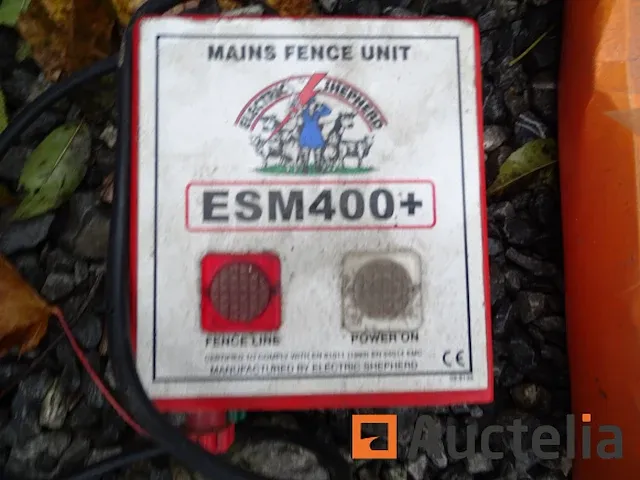 MAINS FENCE UNIT
ELECTRIC SHEPHERD
ESM400+
FENCE LINE
POWER ON
MANUFACTURED BY ELECTRIC SHEPHERD
CE
Auctelia